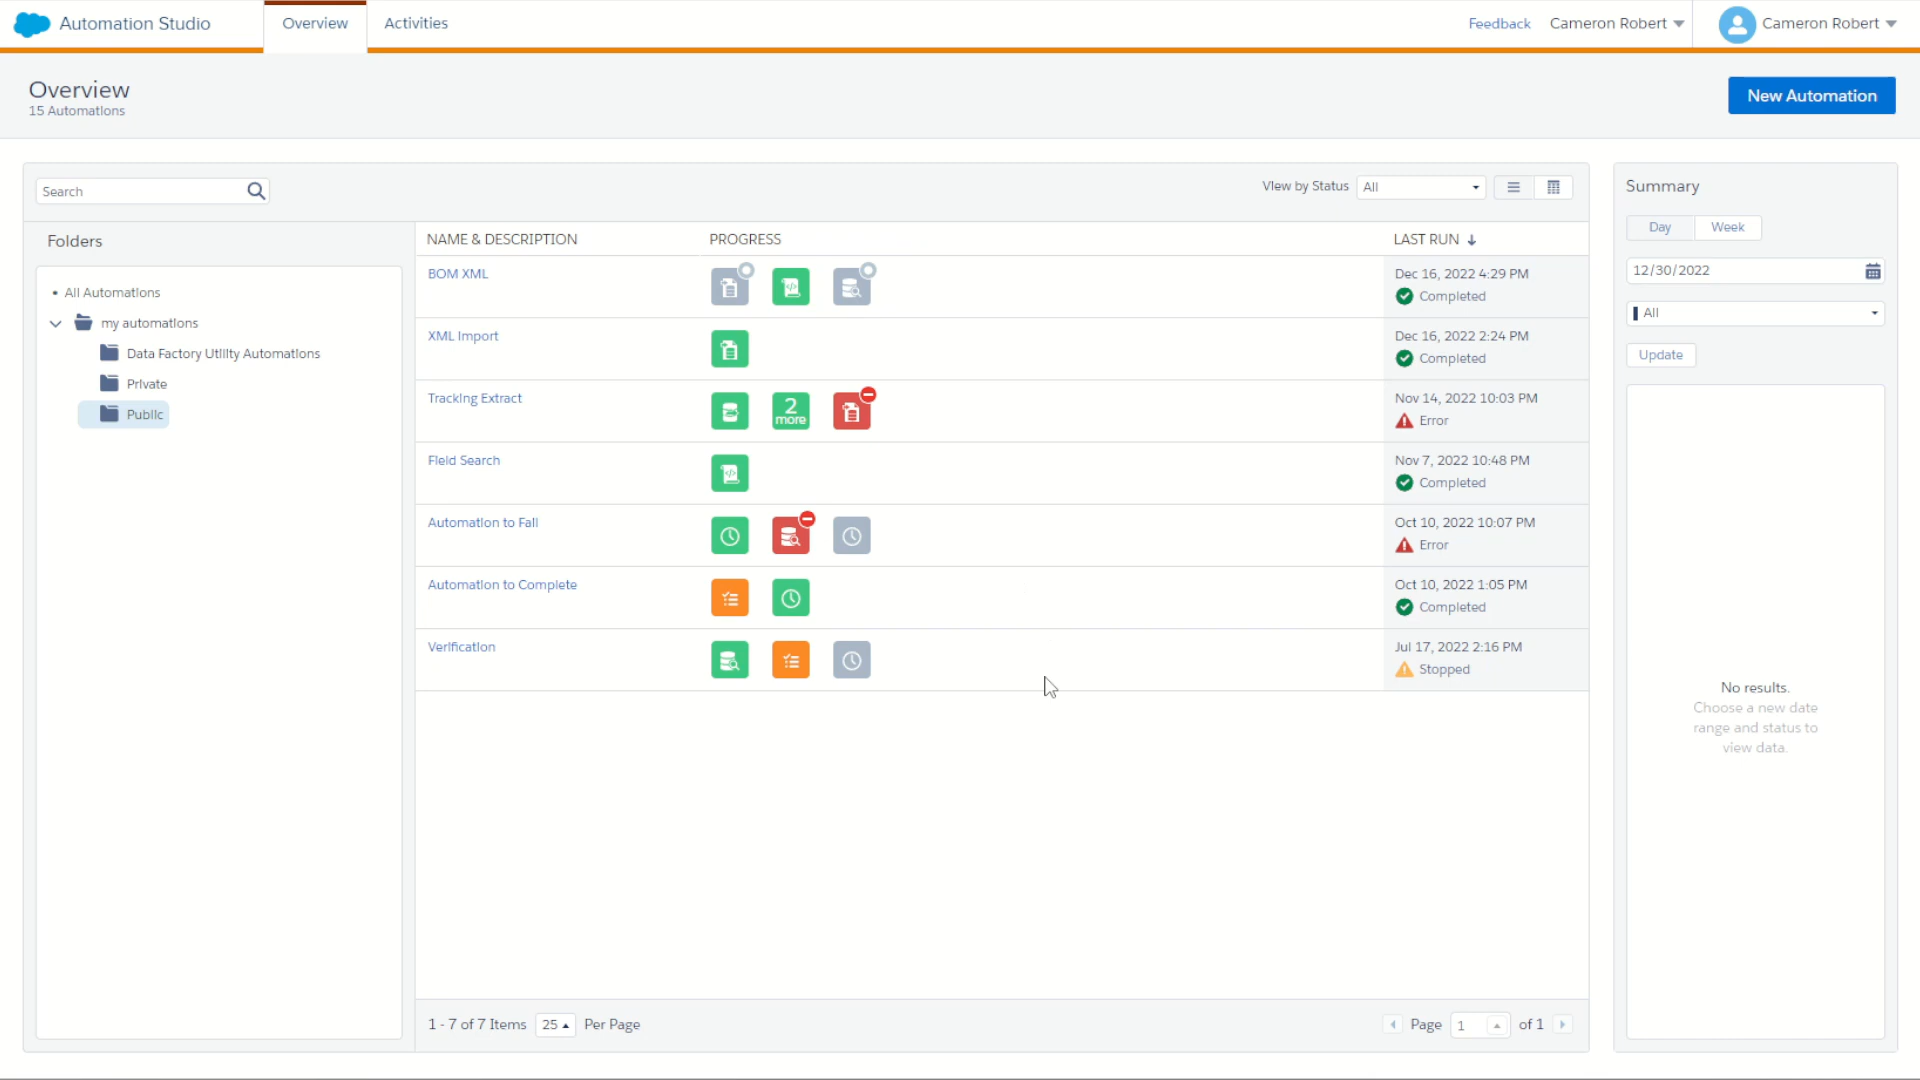 Automation Studio
Overview
Activities
Feedback
Cameron Robert
Cameron Robert
Overview
15 Automations
New Automation
Search
View by Status
All
Folders
All Automations
my automations
Data Factory Utility Automations
Private
Public
NAME & DESCRIPTION
PROGRESS
LAST RUN
BOM XML
Dec 16, 2022 4:29 PM
Completed
XML Import
Dec 16, 2022 2:24 PM
Completed
Tracking Extract
2
more
Nov 14, 2022 10:03 PM
Error
Field Search
Nov 7, 2022 10:48 PM
Completed
Automation to Fail
Oct 10, 2022 10:07 PM
Error
Automation to Complete
Oct 10, 2022 1:05 PM
Completed
Verification
Jul 17, 2022 2:16 PM
Stopped
1 - 7 of 7 Items
25
Per Page
Page
1
of 1
Summary
Day
Week
12/30/2022
All
Update
No results.
Choose a new date
range and status to
view data.